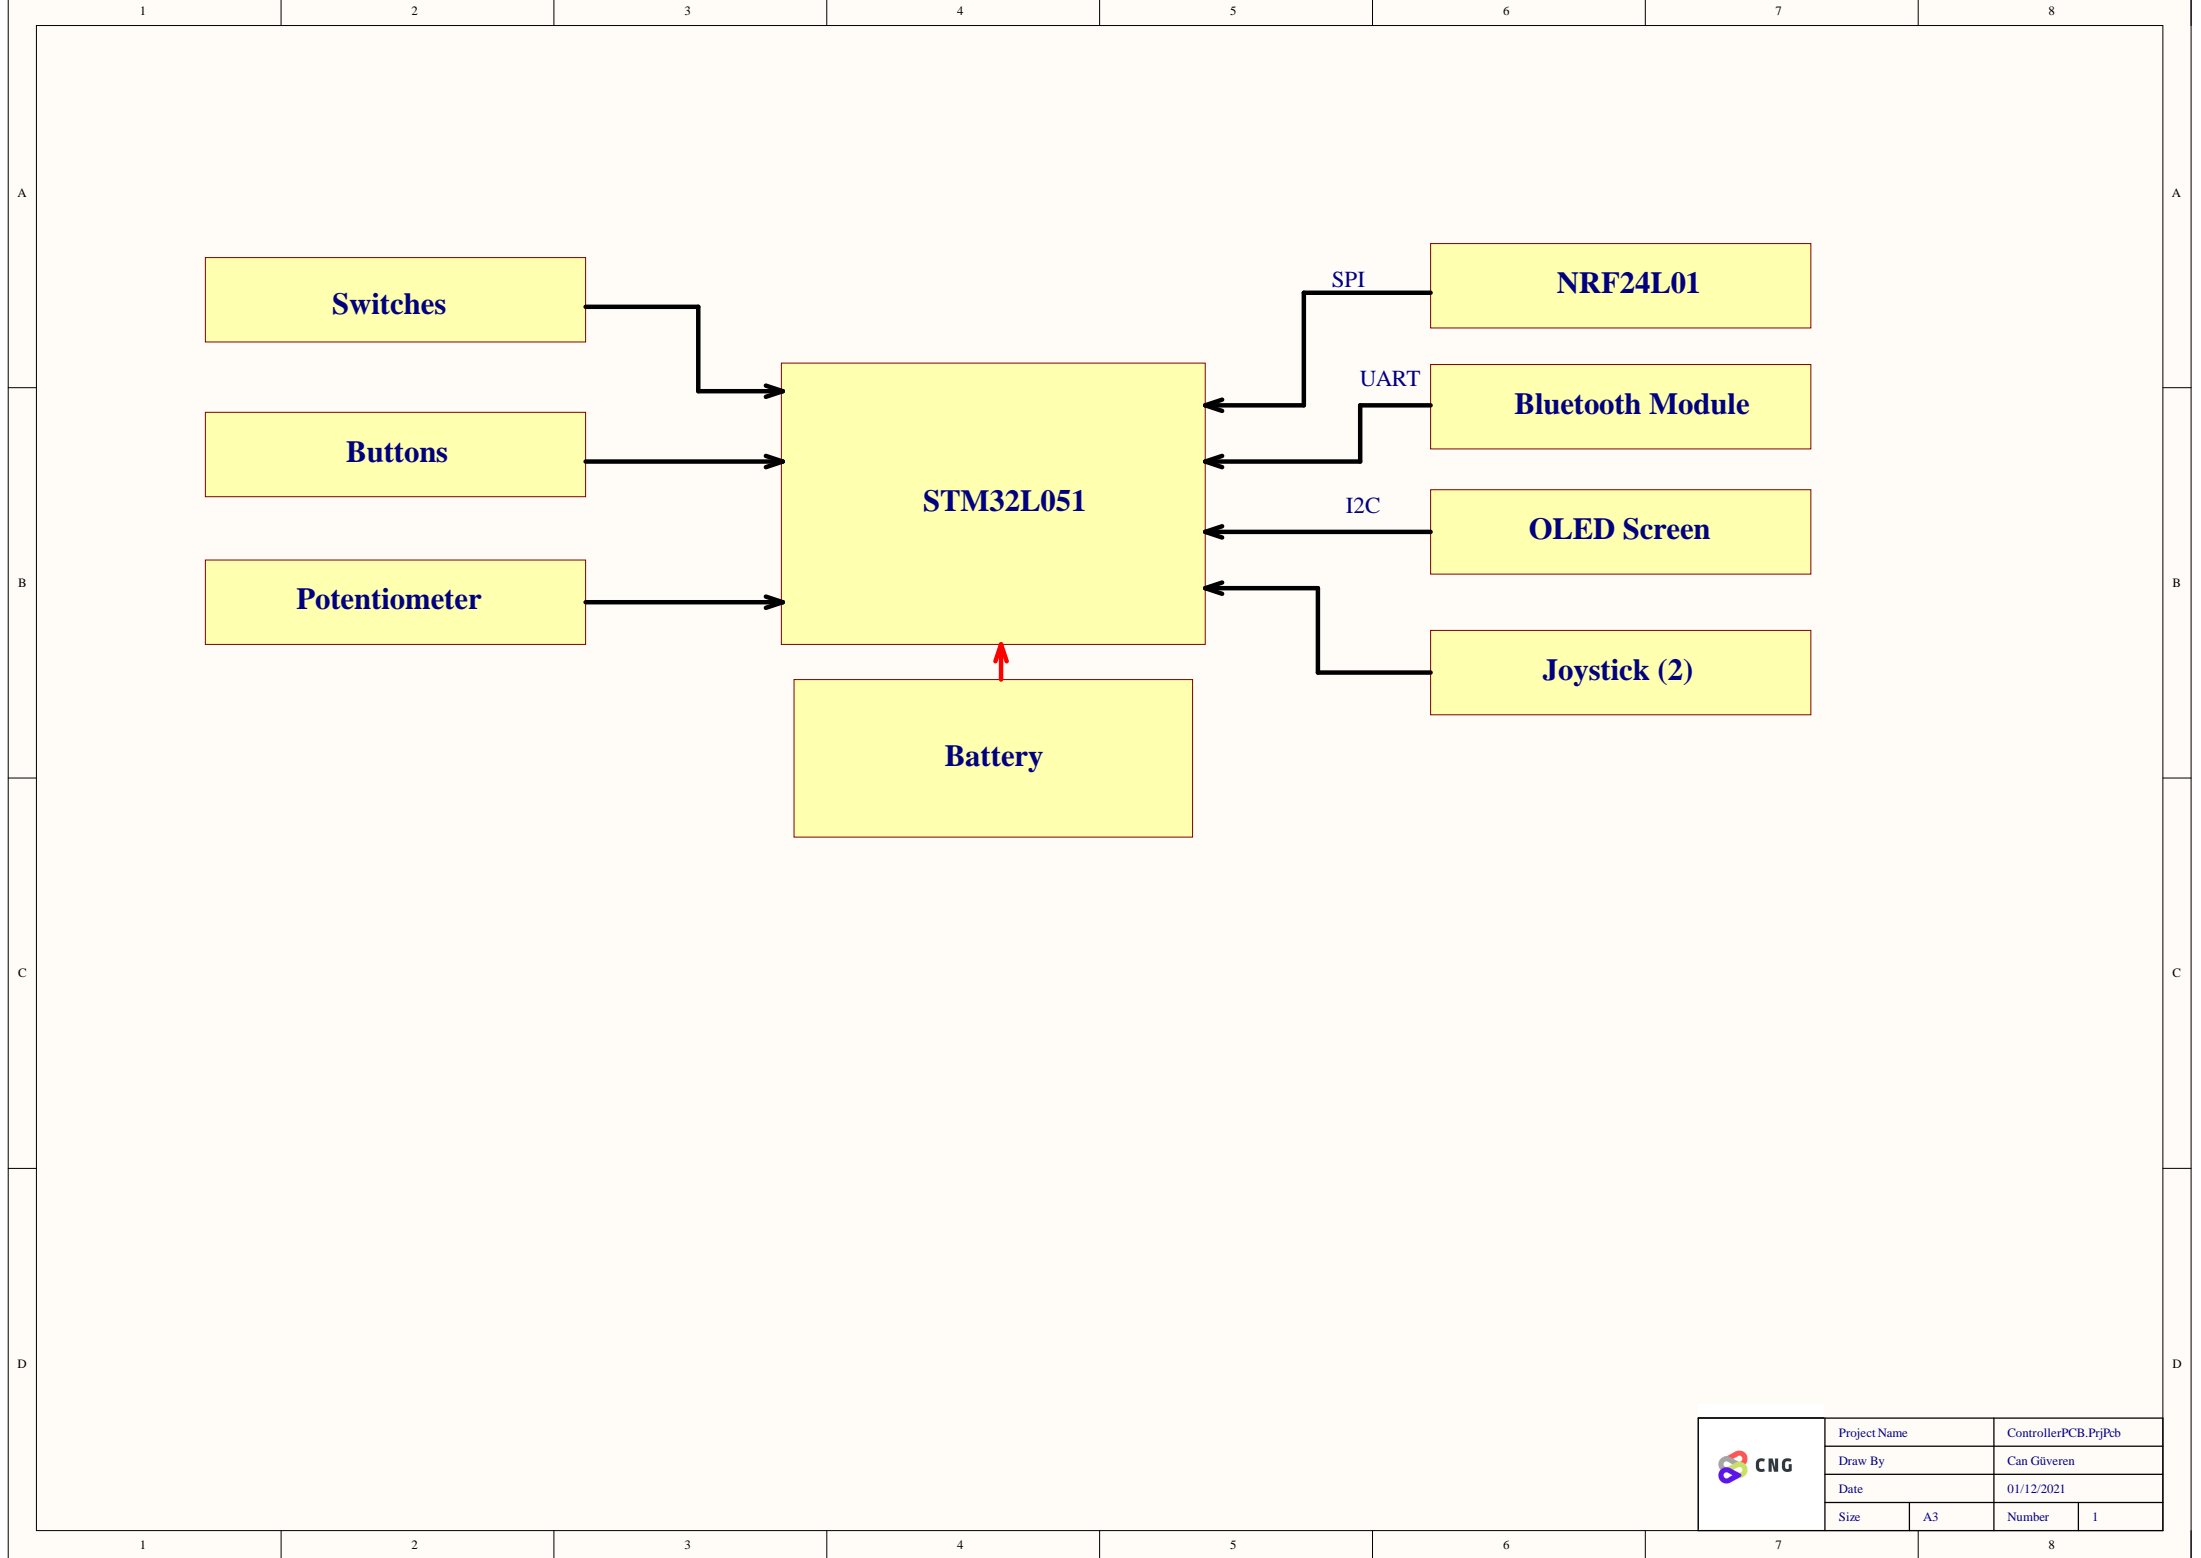 1 2 3 4 5 6 7 8
A A
SPI
NRF24L01
Switches
UART
Bluetooth Module
Buttons
STM32L051
I2C
OLED Screen
B B
Potentiometer
Joystick (2)
Battery
C C
D D
CNG
Project Name ControllerPCB.PrjPcb
Draw By Can Güveren
Date 01/12/2021
Size A3 Number 1
1 2 3 4 5 6 7 8